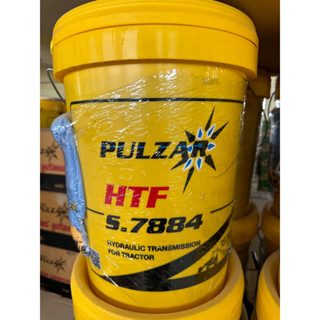 PULZAR
HTF
S.7884
HYDRAULIC TRANSMISSION
FOR TRACTOR